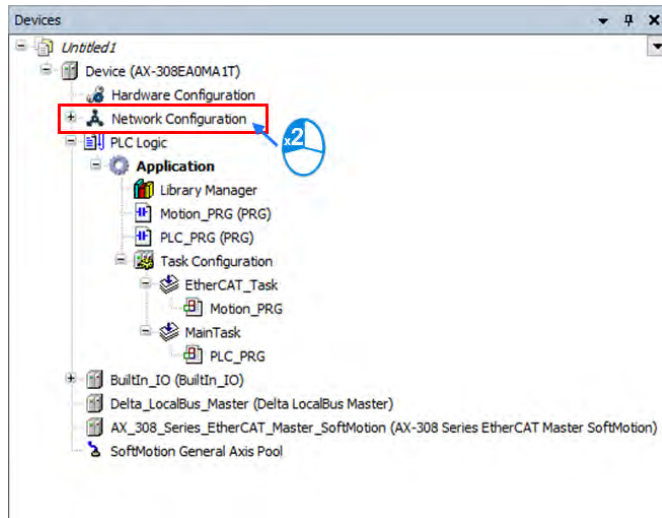 Devices
Untitled1
Device (AX-308EA0MA1T)
Hardware Configuration
Network Configuration
x2
PLC Logic
Application
Library Manager
Motion_PRG (PRG)
PLC_PRG (PRG)
Task Configuration
EtherCAT_Task
Motion_PRG
MainTask
PLC_PRG
BuiltIn_IO (BuiltIn_IO)
Delta_LocalBus_Master (Delta LocalBus Master)
AX_308_Series_EtherCAT_Master_SoftMotion (AX-308 Series EtherCAT Master SoftMotion)
SoftMotion General Axis Pool